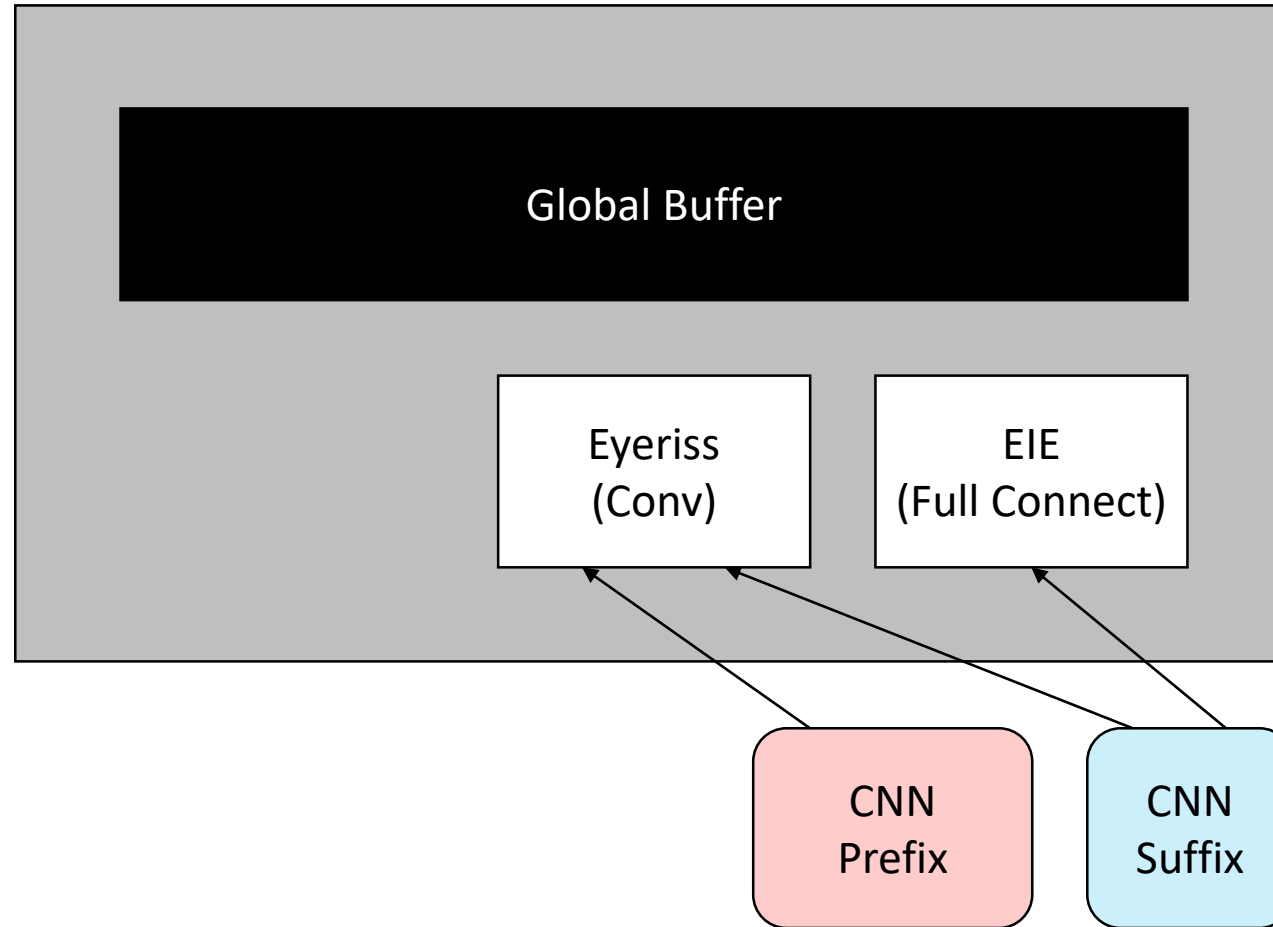 Global Buffer
Eyeriss
(Conv)
EIE
(Full Connect)
CNN
Prefix
CNN
Suffix